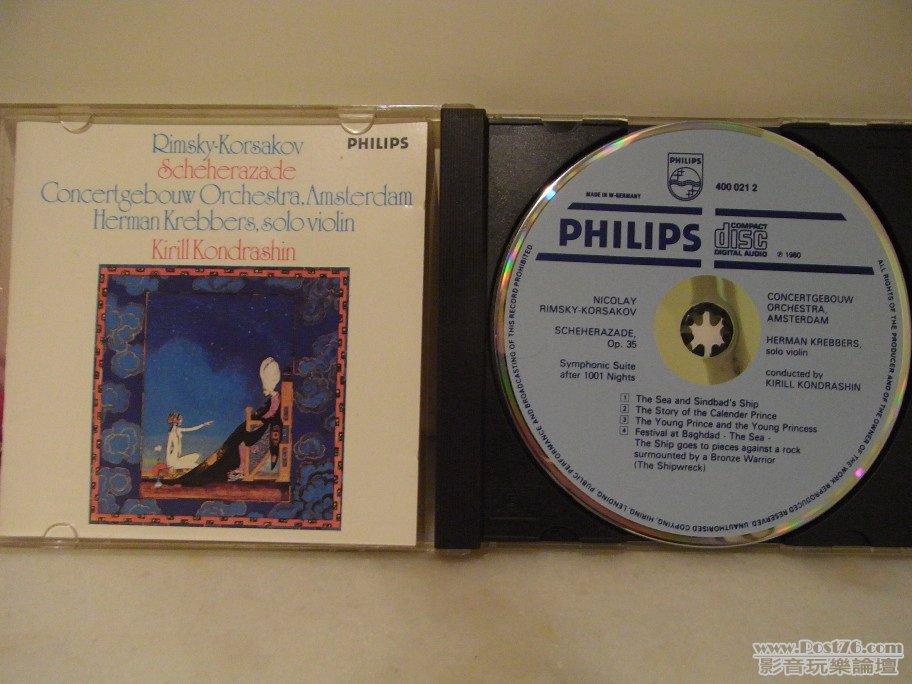 Rimsky-Korsakov
PHILIPS
Scheherazade
Concertgebouw Orchestra, Amsterdam
Herman Krebbers, solo violin
Kirill Kondrashin
PHILIPS
MADE IN W-GERMANY
400 021 2
PHILIPS
COMPACT
disc
DIGITAL AUDIO
℗ 1980
NICOLAY
RIMSKY-KORSAKOV
SCHEHERAZADE,
Op. 35
Symphonic Suite
after 1001 Nights
CONCERTGEBOUW
ORCHESTRA,
AMSTERDAM
HERMAN KREBBERS,
solo violin
conducted by
KIRILL KONDRASHIN
1 The Sea and Sindbad's Ship
2 The Story of the Calender Prince
3 The Young Prince and the Young Princess
4 Festival at Baghdad - The Sea -
The Ship goes to pieces against a rock
surmounted by a Bronze Warrior
(The Shipwreck)
ALL RIGHTS OF THE PRODUCER AND OF THE OWNER OF THE WORK REPRODUCED RESERVED UNAUTHORISED COPYING, HIRING, LENDING, PUBLIC PERFORMANCE AND BROADCASTING OF THIS RECORD PROHIBITED
www.Post76.com
影音玩樂論壇